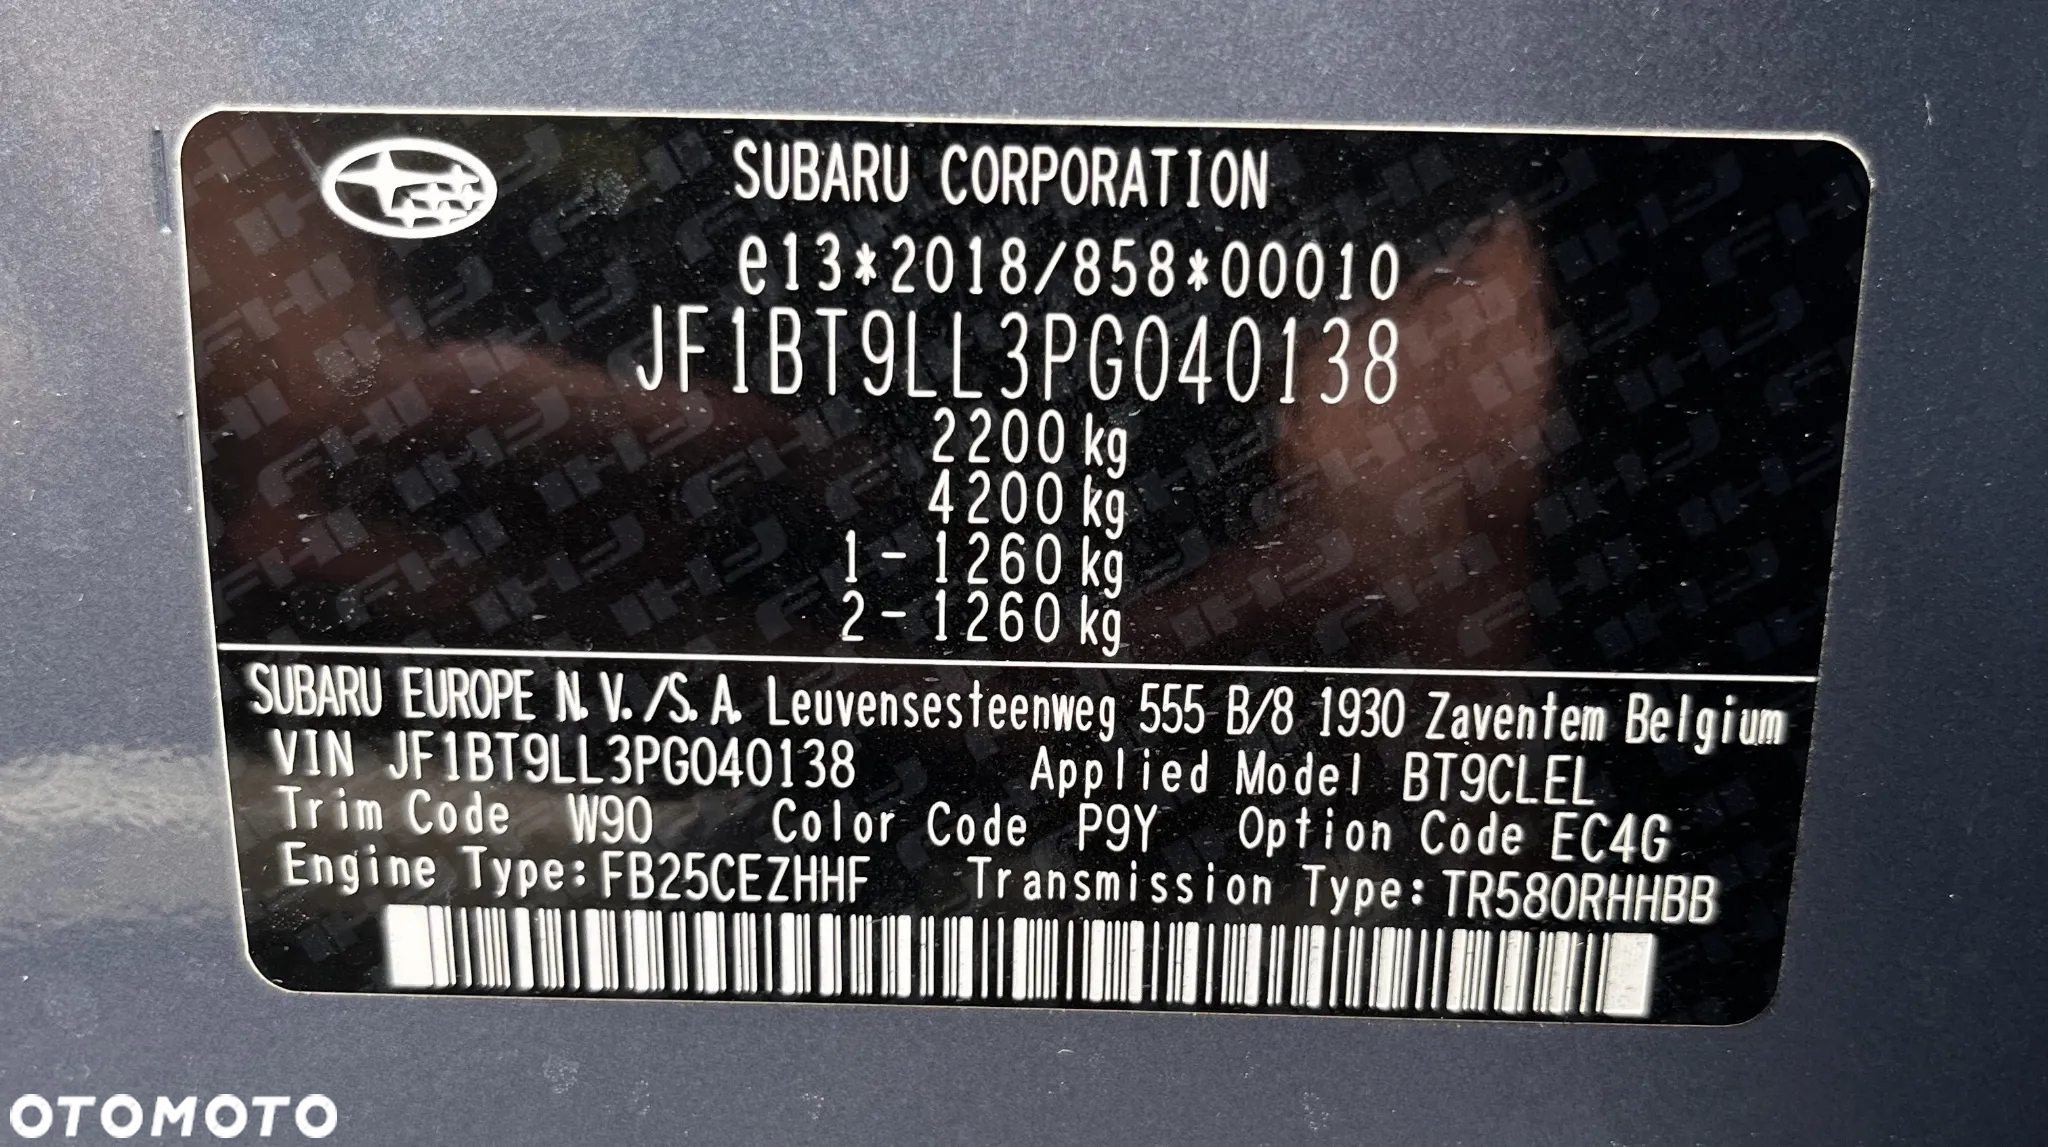 SUBARU CORPORATION
e13*2018/858*00010
JF1BT9LL3PG040138
2200 kg
4200 kg
1 - 1260 kg
2 - 1260 kg
SUBARU EUROPE N.V./S.A. Leuvensesteenweg 555 B/8 1930 Zaventem Belgium
VIN JF1BT9LL3PG040138 Applied Model BT9CLEL
Trim Code W90 Color Code P9Y Option Code EC4G
Engine Type:FB25CEZHHF Transmission Type:TR580RHHBB
OTOMOTO